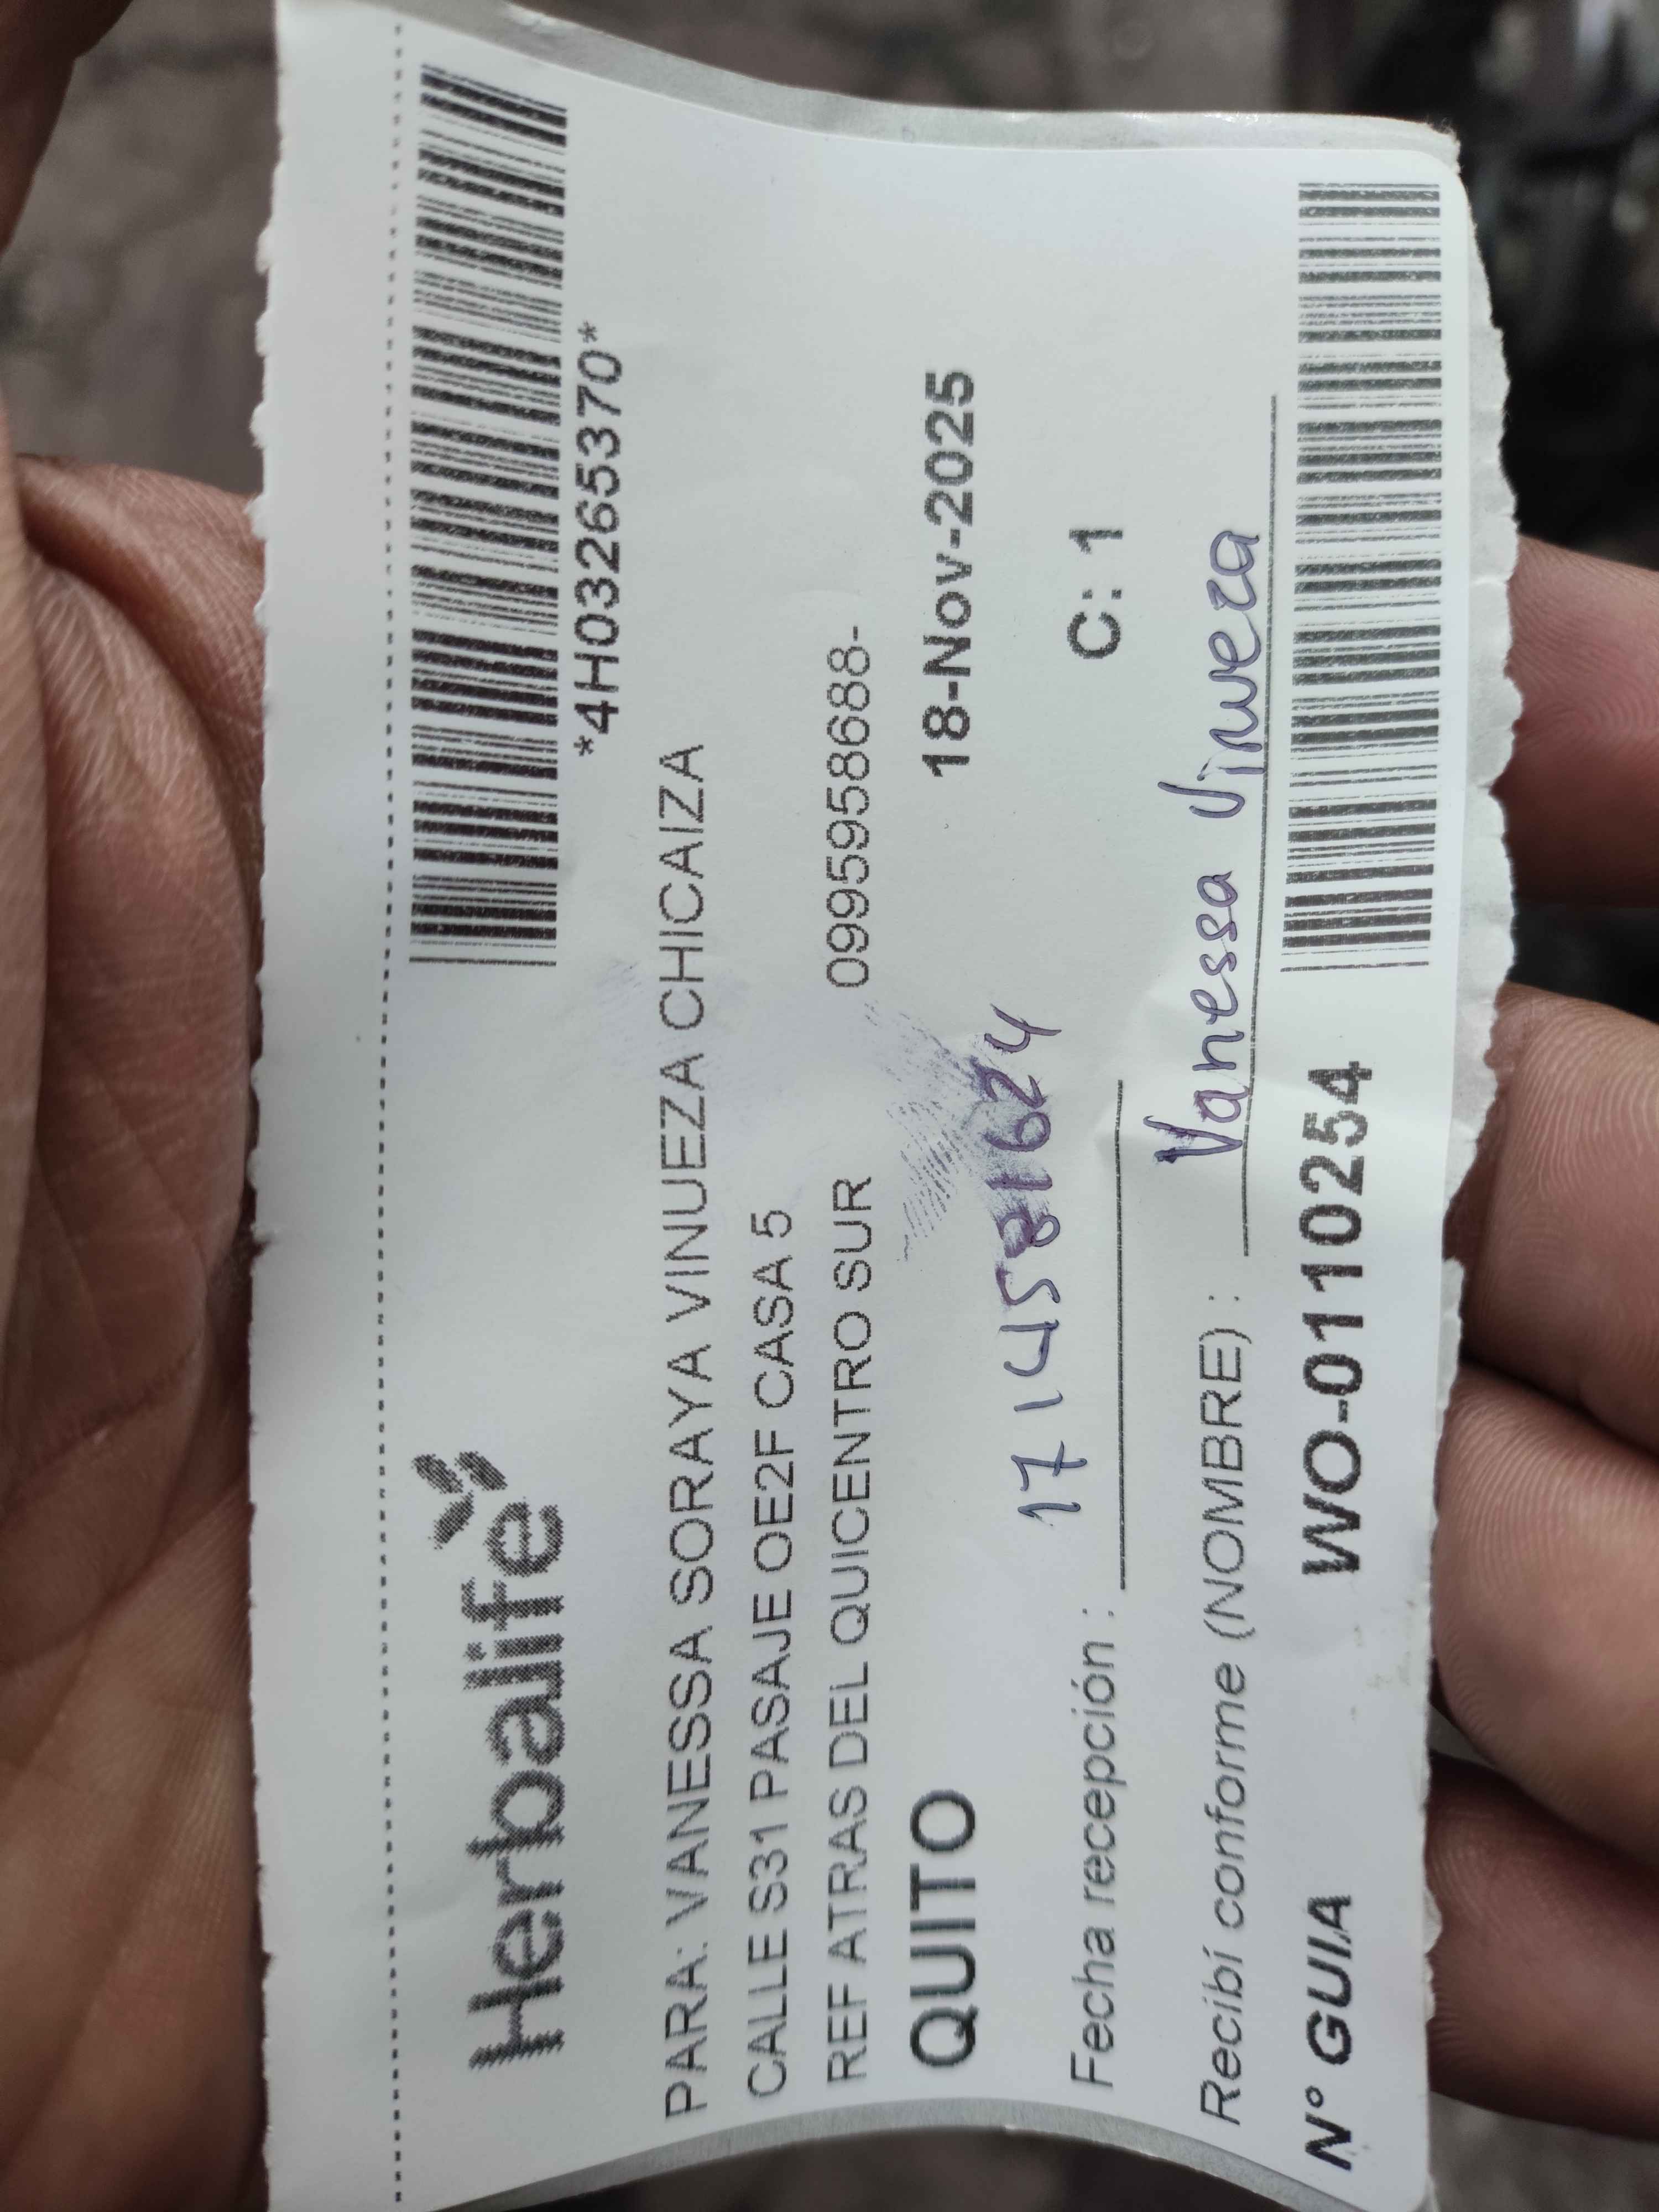 Herbalife
*4H03265370*
PARA: VANESSA SORAYA VINUEZA CHICAIZA
CALLE S31 PASAJE OE2F CASA 5
REF ATRAS DEL QUICENTRO SUR 0995958688-
QUITO 18-Nov-2025
1714581624
Fecha recepción : C: 1
Recibí conforme (NOMBRE) : Vanessa Vinueza
N° GUIA WO-0110254